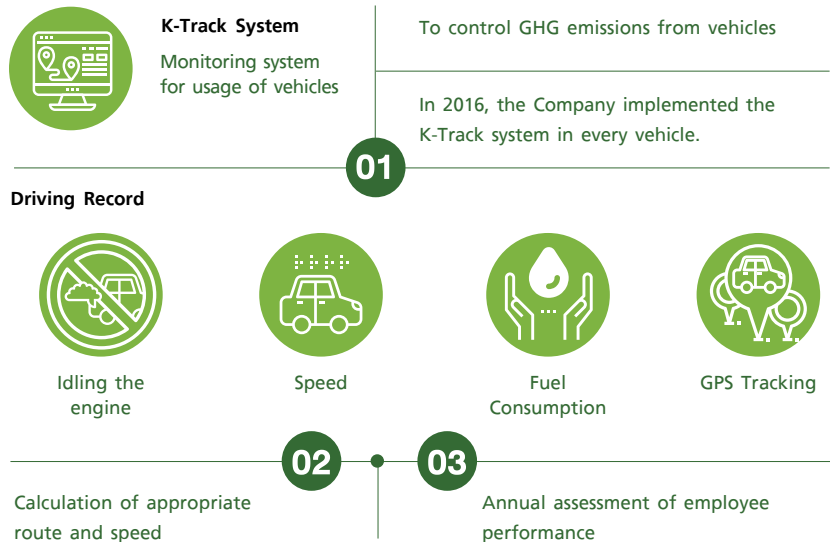 K-Track System
Monitoring system
for usage of vehicles
To control GHG emissions from vehicles
In 2016, the Company implemented the
K-Track system in every vehicle.
01
Driving Record
Idling the
engine
Speed
Fuel
Consumption
GPS Tracking
02
03
Calculation of appropriate
route and speed
Annual assessment of employee
performance